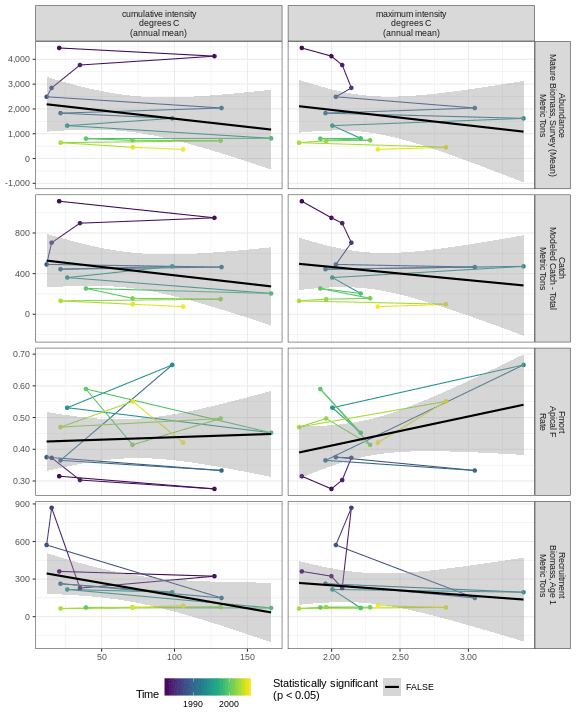 cumulative intensity
degrees C
(annual mean)
maximum intensity
degrees C
(annual mean)
4,000
3,000
2,000
1,000
0
-1,000
Abundance
Mature Biomass, Survey (Mean)
Metric Tons
800
400
0
Catch
Modeled Catch - Total
Metric Tons
0.70
0.60
0.50
0.40
0.30
Fmort
Apical F
Rate
900
600
300
0
Recruitment
Biomass, Age 1
Metric Tons
50 100 150 2.00 2.50 3.00
Time
1990 2000
Statistically significant
(p < 0.05)
FALSE